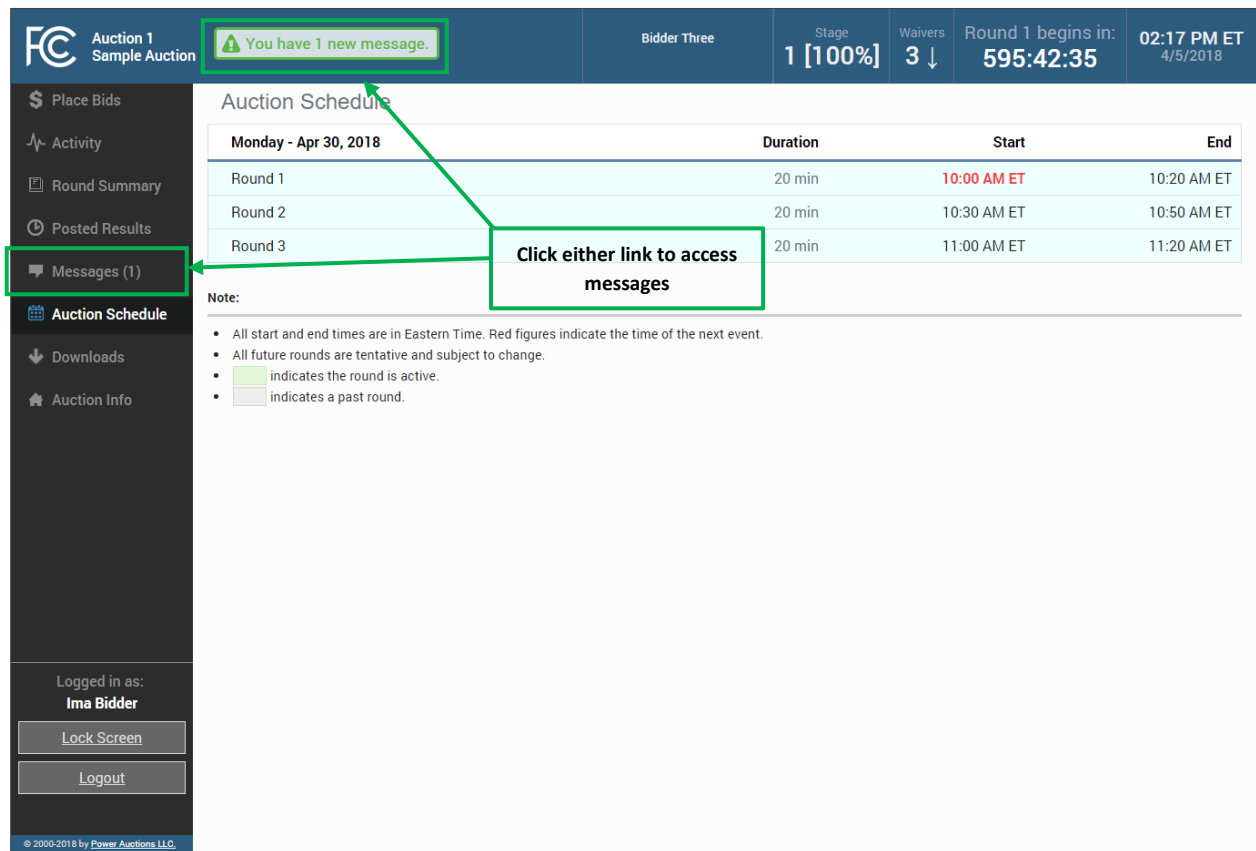 FCC
Auction 1
Sample Auction
You have 1 new message.
Bidder Three
Stage
1 [100%]
Waivers
3 ↓
Round 1 begins in:
595:42:35
02:17 PM ET
4/5/2018
Place Bids
Activity
Round Summary
Posted Results
Messages (1)
Auction Schedule
Downloads
Auction Info
Auction Schedule
Monday - Apr 30, 2018 Duration Start End
Round 1 20 min 10:00 AM ET 10:20 AM ET
Round 2 20 min 10:30 AM ET 10:50 AM ET
Round 3 20 min 11:00 AM ET 11:20 AM ET
Click either link to access
messages
Note:
• All start and end times are in Eastern Time. Red figures indicate the time of the next event.
• All future rounds are tentative and subject to change.
• indicates the round is active.
• indicates a past round.
Logged in as:
Ima Bidder
Lock Screen
Logout
© 2000-2018 by Power Auctions LLC.